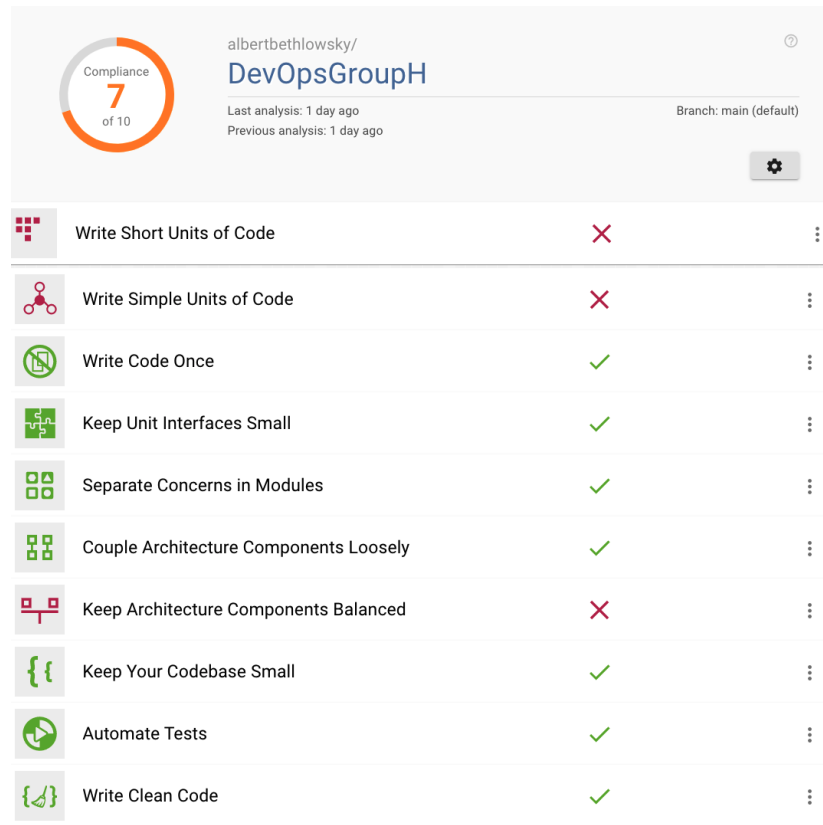 Compliance
7
of 10
albertbethlowsky/
DevOpsGroupH
Last analysis: 1 day ago
Branch: main (default)
Previous analysis: 1 day ago
Write Short Units of Code
Write Simple Units of Code
Write Code Once
Keep Unit Interfaces Small
Separate Concerns in Modules
Couple Architecture Components Loosely
Keep Architecture Components Balanced
Keep Your Codebase Small
Automate Tests
Write Clean Code